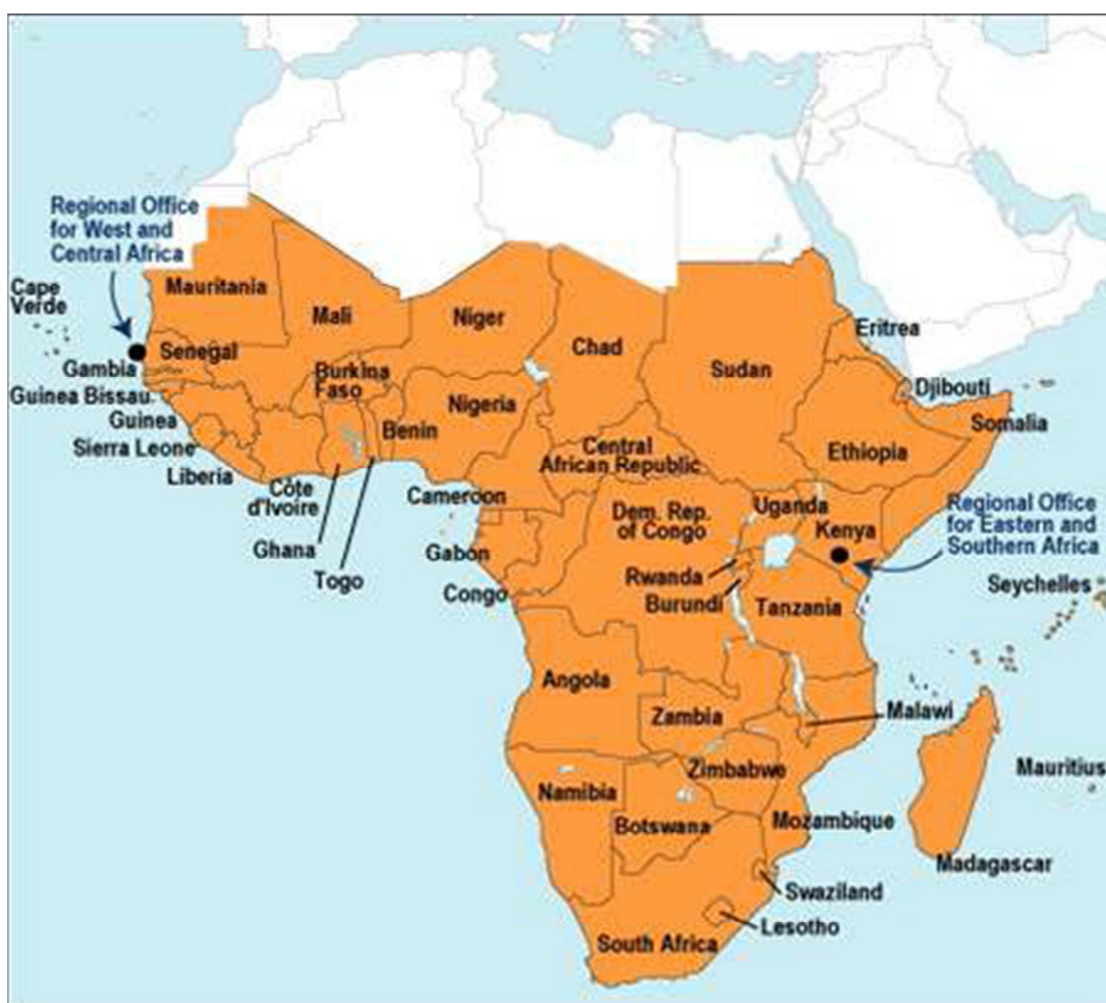 Regional Office
for West and
Central Africa
Cape
Verde
Mauritania
Mali
Niger
Chad
Sudan
Eritrea
Senegal
Gambia
Burkina
Faso
Djibouti
Guinea Bissau
Nigeria
Benin
Somalia
Guinea
Sierra Leone
Central
African Republic
Ethiopia
Liberia
Côte
d'Ivoire
Cameroon
Dem. Rep.
of Congo
Uganda
Kenya
Regional Office
for Eastern and
Southern Africa
Ghana
Gabon
Togo
Rwanda
Seychelles
Congo
Burundi
Tanzania
Angola
Zambia
Malawi
Zimbabwe
Mauritius
Namibia
Botswana
Mozambique
Madagascar
Swaziland
Lesotho
South Africa